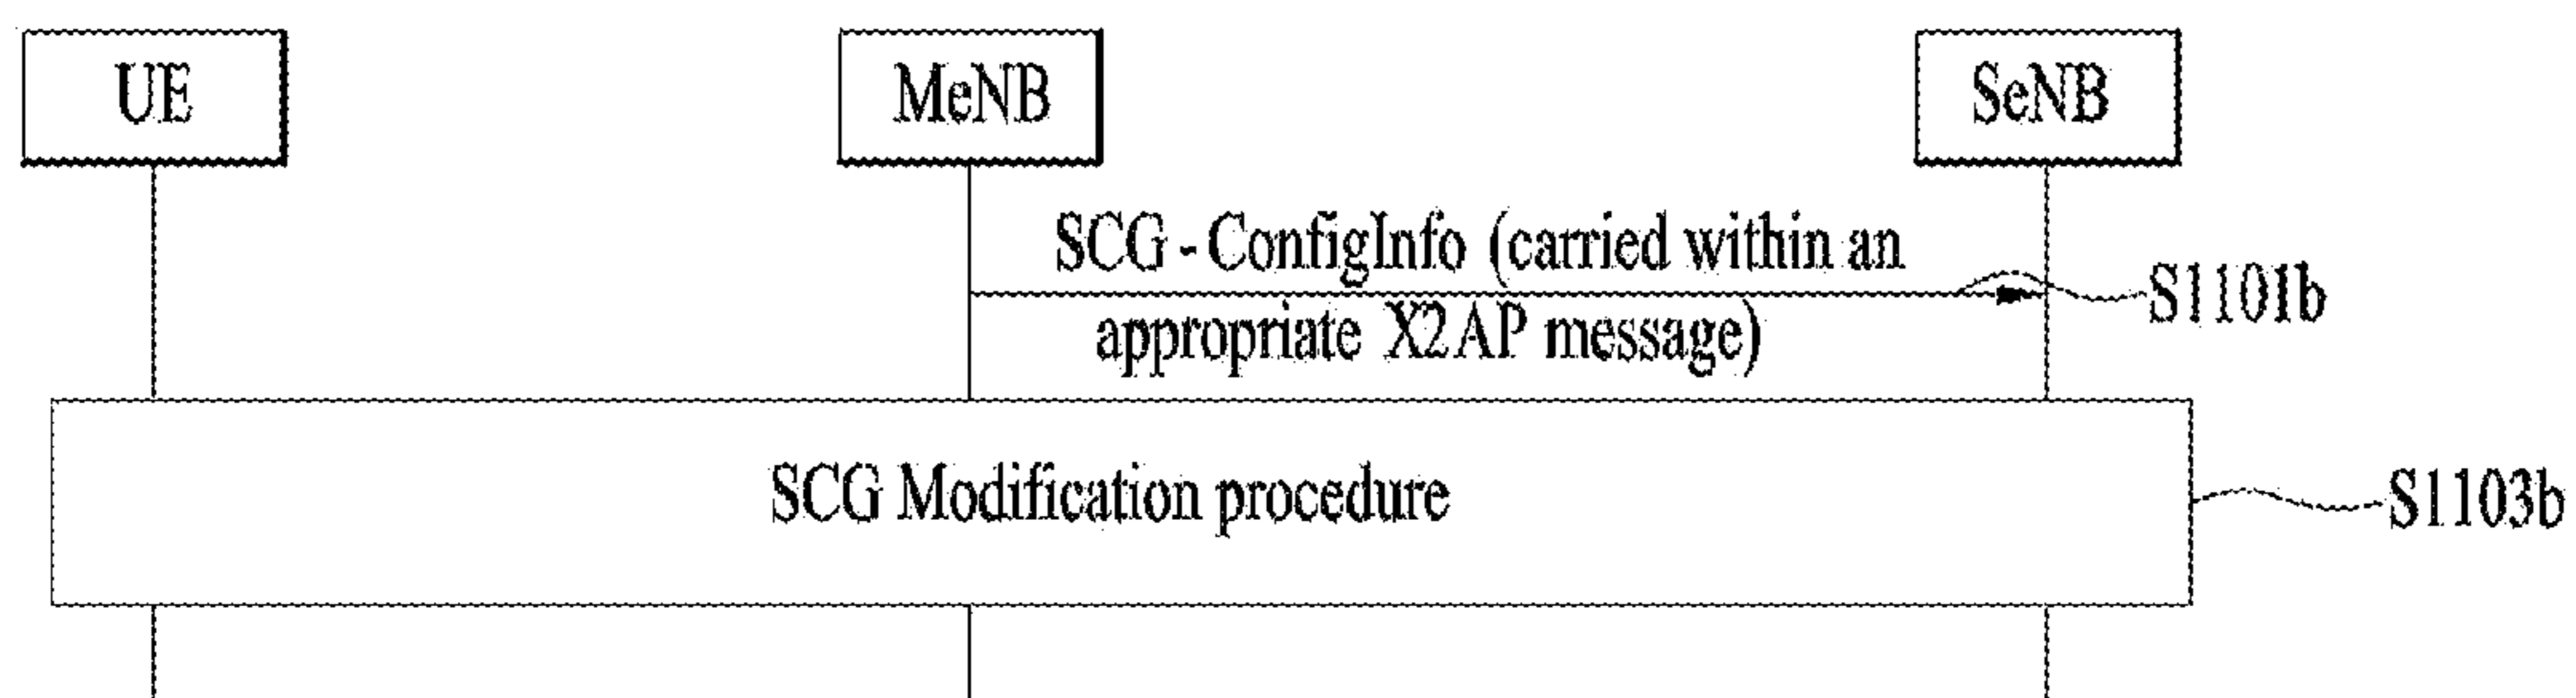 UE
MeNB
SeNB
SCG - ConfigInfo (carried within an
appropriate X2AP message)
S1101b
SCG Modification procedure
S1103b